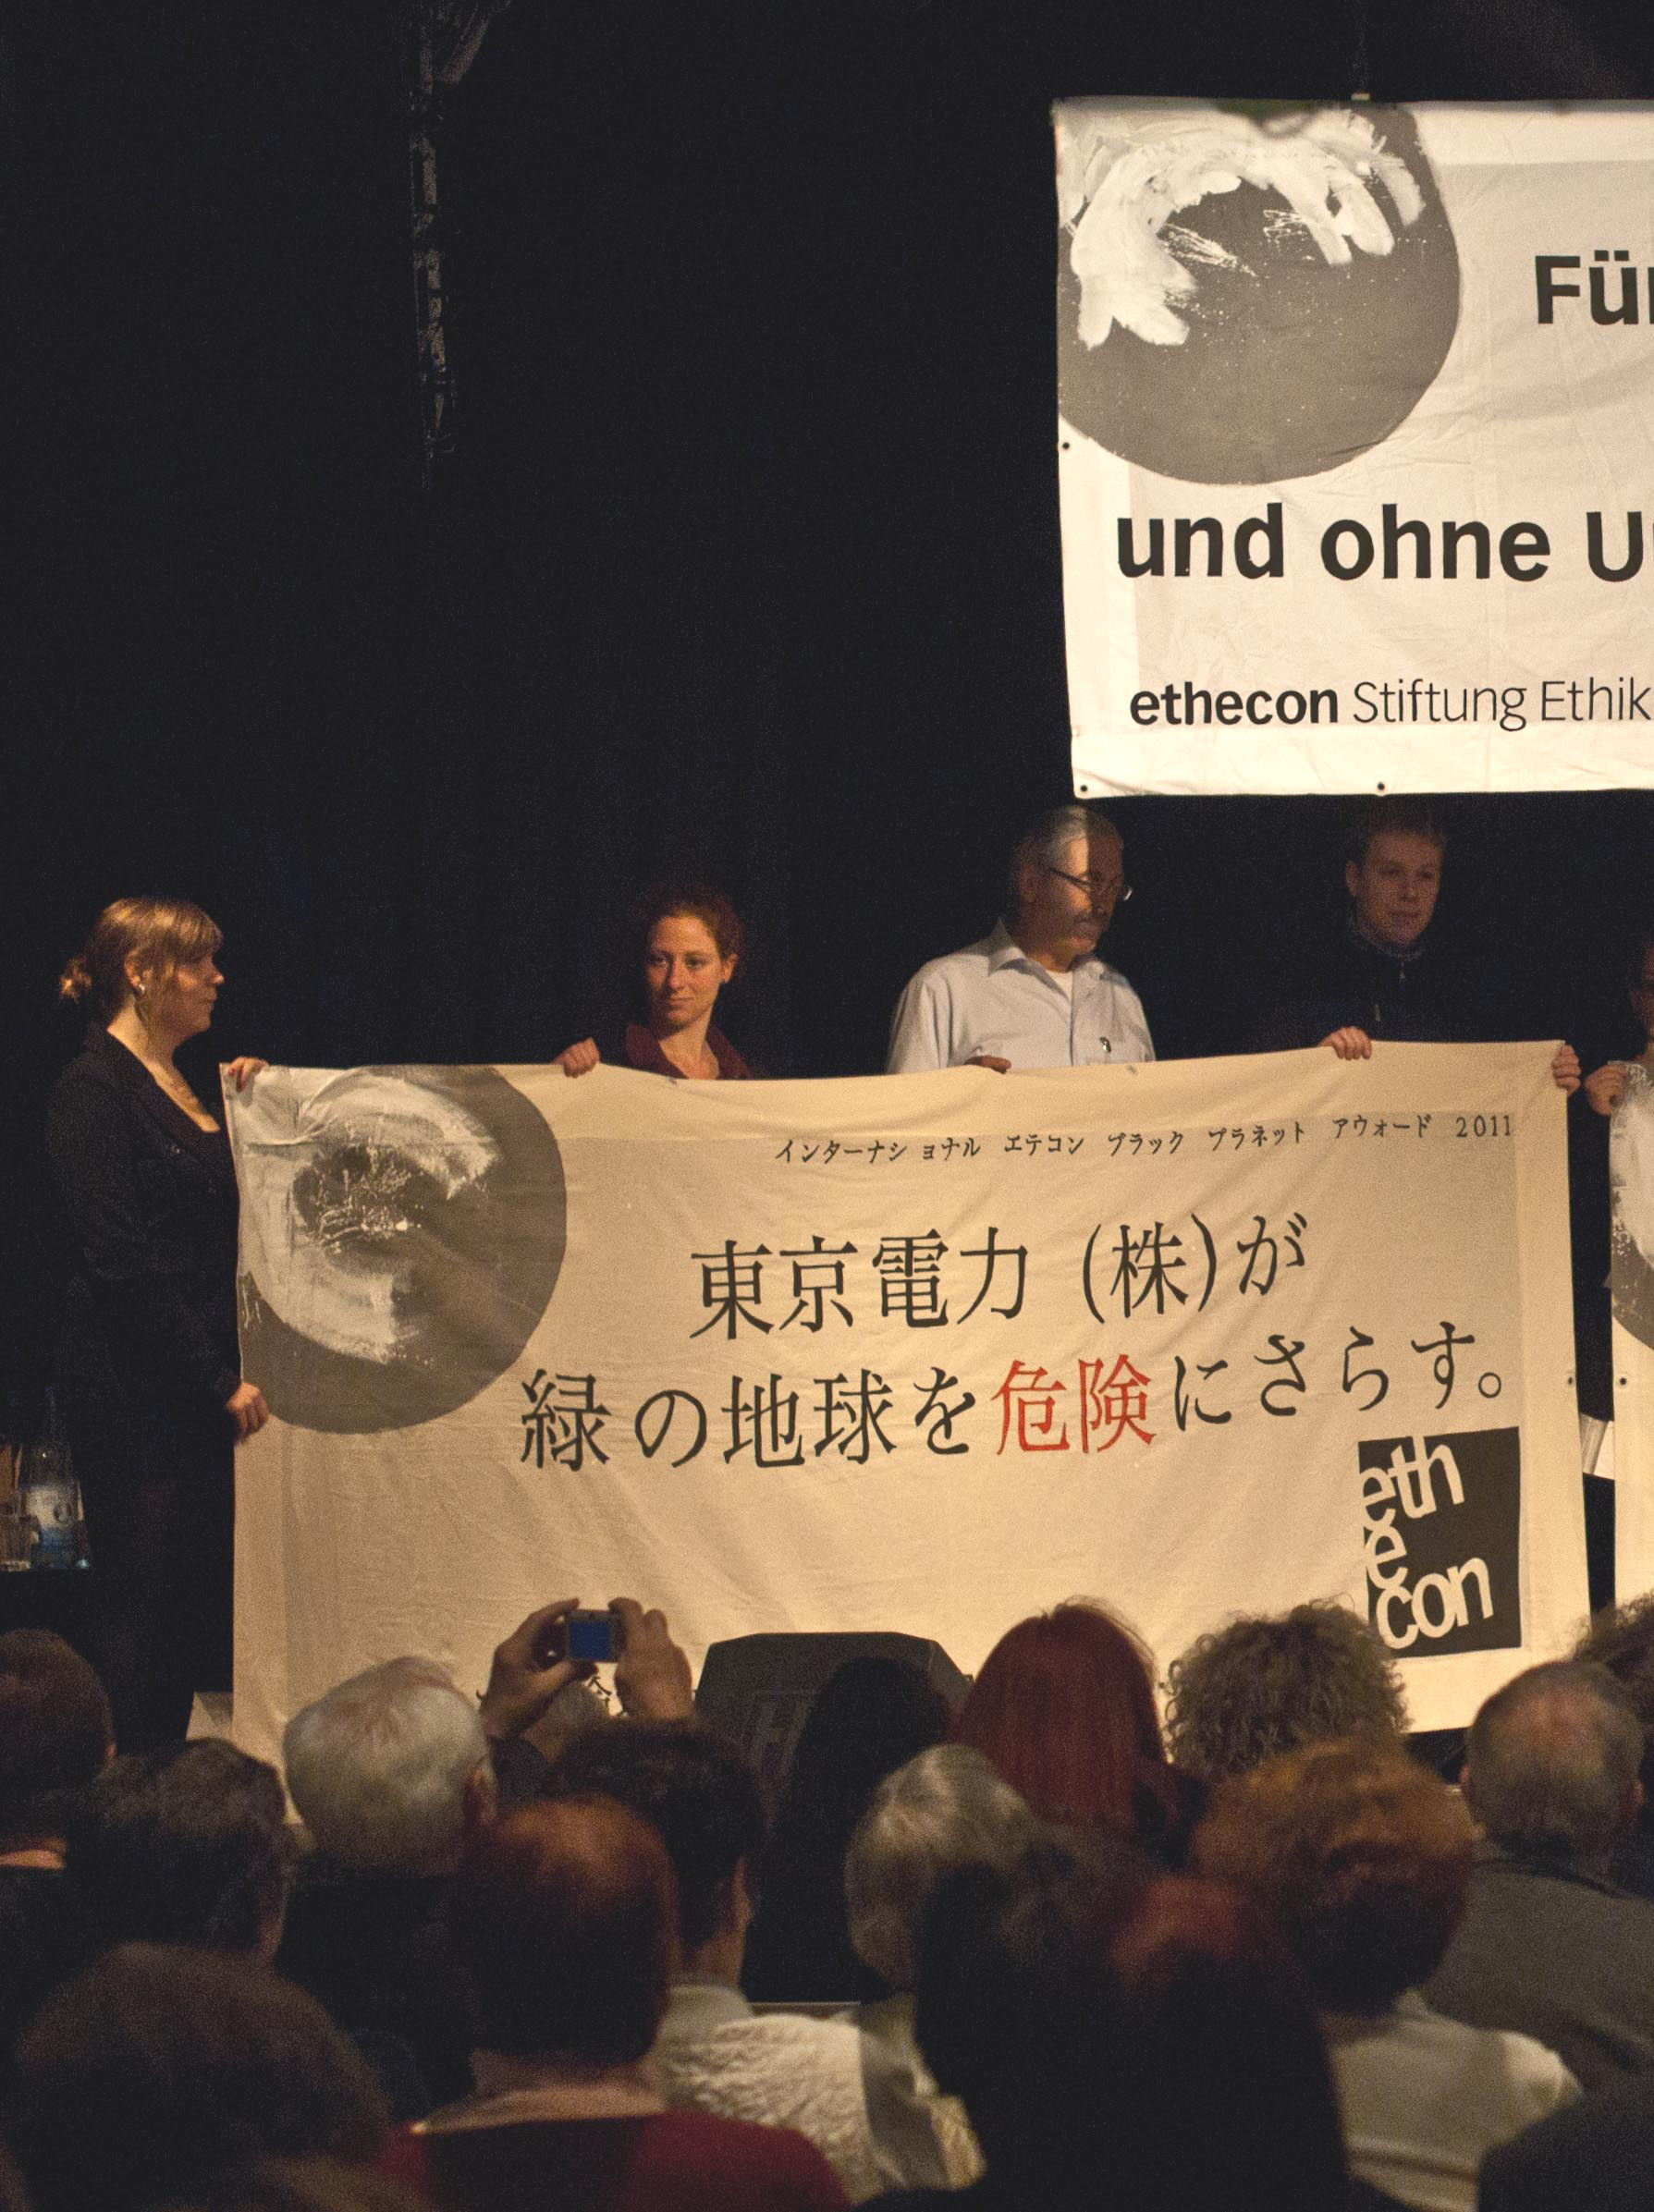 und ohne
ethecon Stiftung Ethik
インターナショナル エテコン ブラック プラネット アウォード 2011
東京電力 (株)が
緑の地球を危険にさらす。
eth
e
con